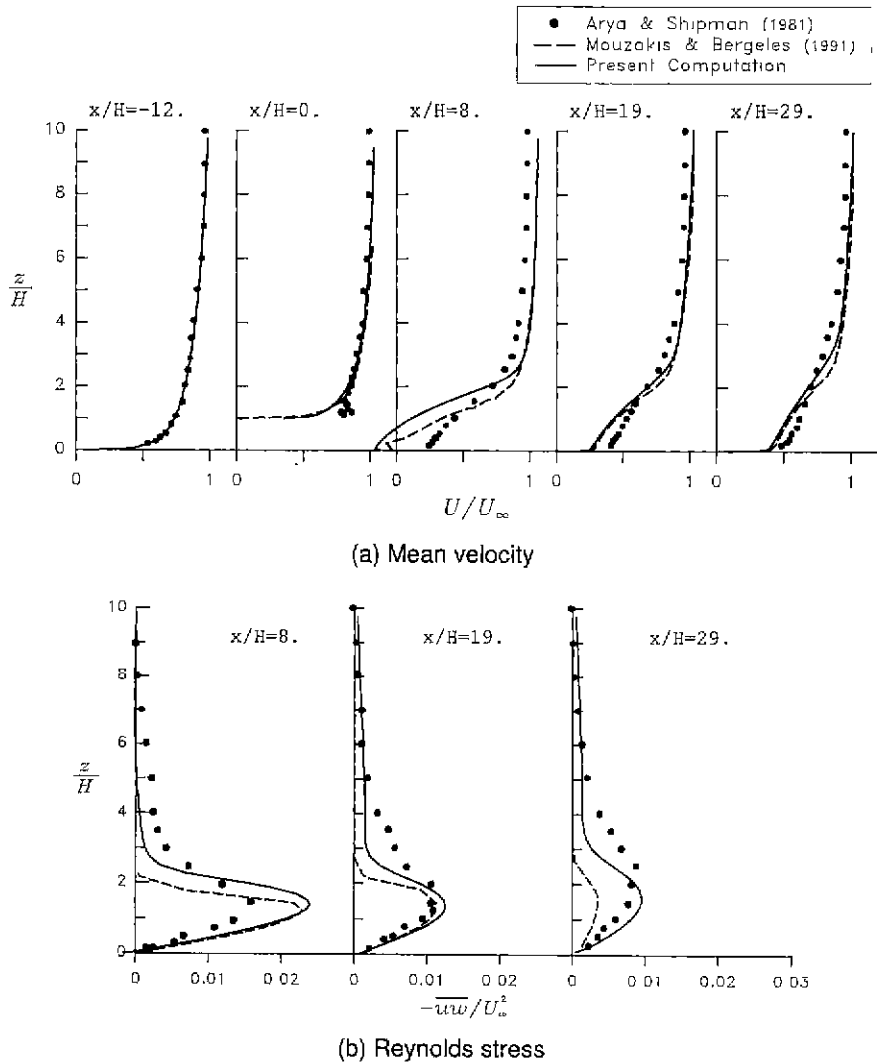 Arya & Shipman (1981)
Mouzakis & Bergeles (1991)
Present Computation
x/H=-12. x/H=0. x/H=8. x/H=19. x/H=29.
10
8
6
z/H
4
2
0
0 1 0 1 0 1 0 1 0 1
U/U∞
(a) Mean velocity
10
x/H=8. x/H=19. x/H=29.
8
6
z/H
4
2
0
0 0.01 0.02 0 0.01 0.02 0 0.01 0.02 0.03
-uw/U∞²
(b) Reynolds stress